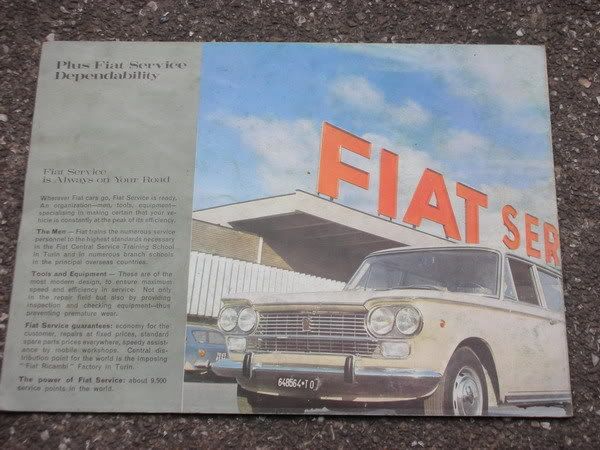 Plus Fiat Service
Dependability
Fiat Service
is Always on Your Road
Wherever Fiat cars go, Fiat Service is ready.
An organization—men, tools, equipment—
specialising in making certain that your ve-
hicle is constantly at the peak of its efficiency.
The Men — Fiat trains the numerous service
personnel to the highest standards necessary
in the Fiat Central Service Training School
in Turin and in numerous branch schools
in the principal overseas countries.
Tools and Equipment — These are of the
most modern design, to ensure maximum
speed and efficiency in service. Not only
in the repair field but also by providing
inspection and checking equipment—thus
preventing premature wear.
Fiat Service guarantees: economy for the
customer, repairs at fixed prices, standard
spare parts prices everywhere, speedy assist-
ance by mobile workshops. Central dis-
tribution point for the world is the imposing
"Fiat Ricambi" Factory in Turin.
The power of Fiat Service: about 9,500
service points in the world.
FIAT SER
648564•TO